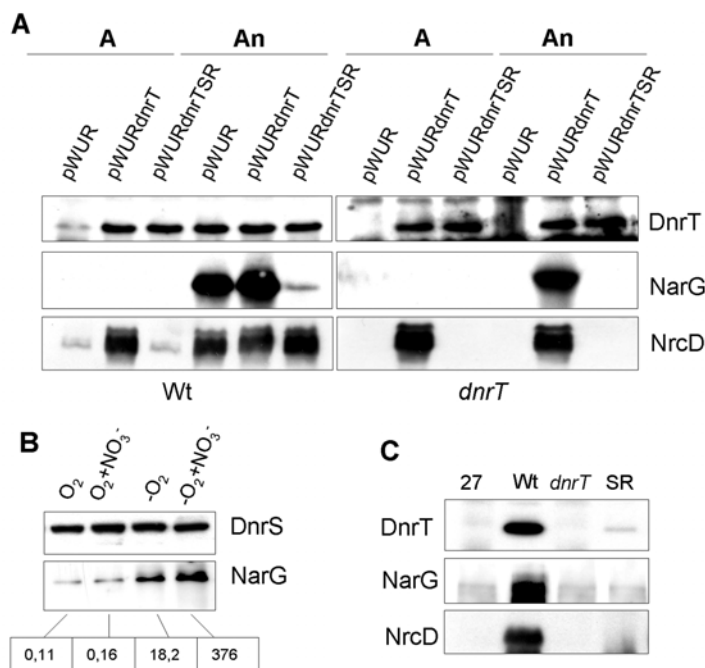 A
A An A An
pWUR pWURdnrT pWURdnrTSR pWUR pWURdnrT pWURdnrTSR pWUR pWURdnrT pWURdnrTSR pWUR pWURdnrT pWURdnrTSR
DnrT
NarG
NrcD
Wt dnrT
B
O₂ O₂+NO₃⁻ -O₂ -O₂+NO₃⁻
DnrS
NarG
0,11 0,16 18,2 376
C
27 Wt dnrT SR
DnrT
NarG
NrcD